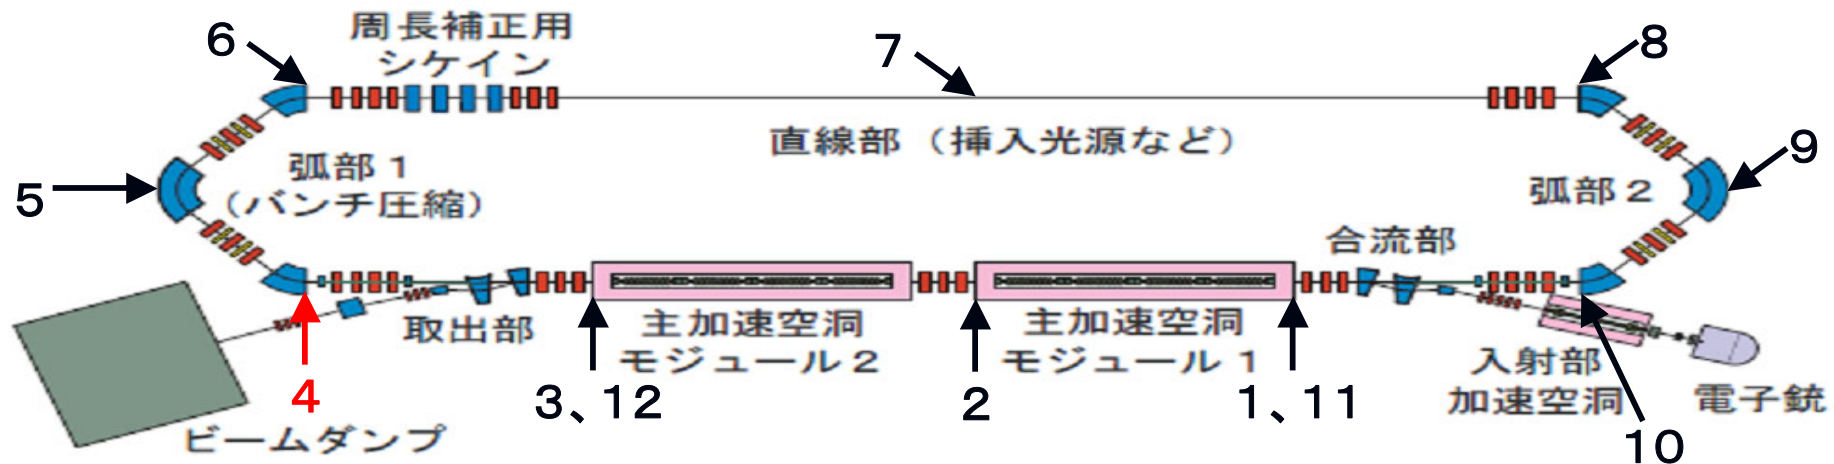 6
周長補正用
シケイン
7
8
直線部（挿入光源など）
9
5
弧部１
（バンチ圧縮）
弧部２
合流部
取出部
主加速空洞
モジュール２
主加速空洞
モジュール１
入射部
加速空洞
電子銃
4
3、12
2
1、11
10
ビームダンプ